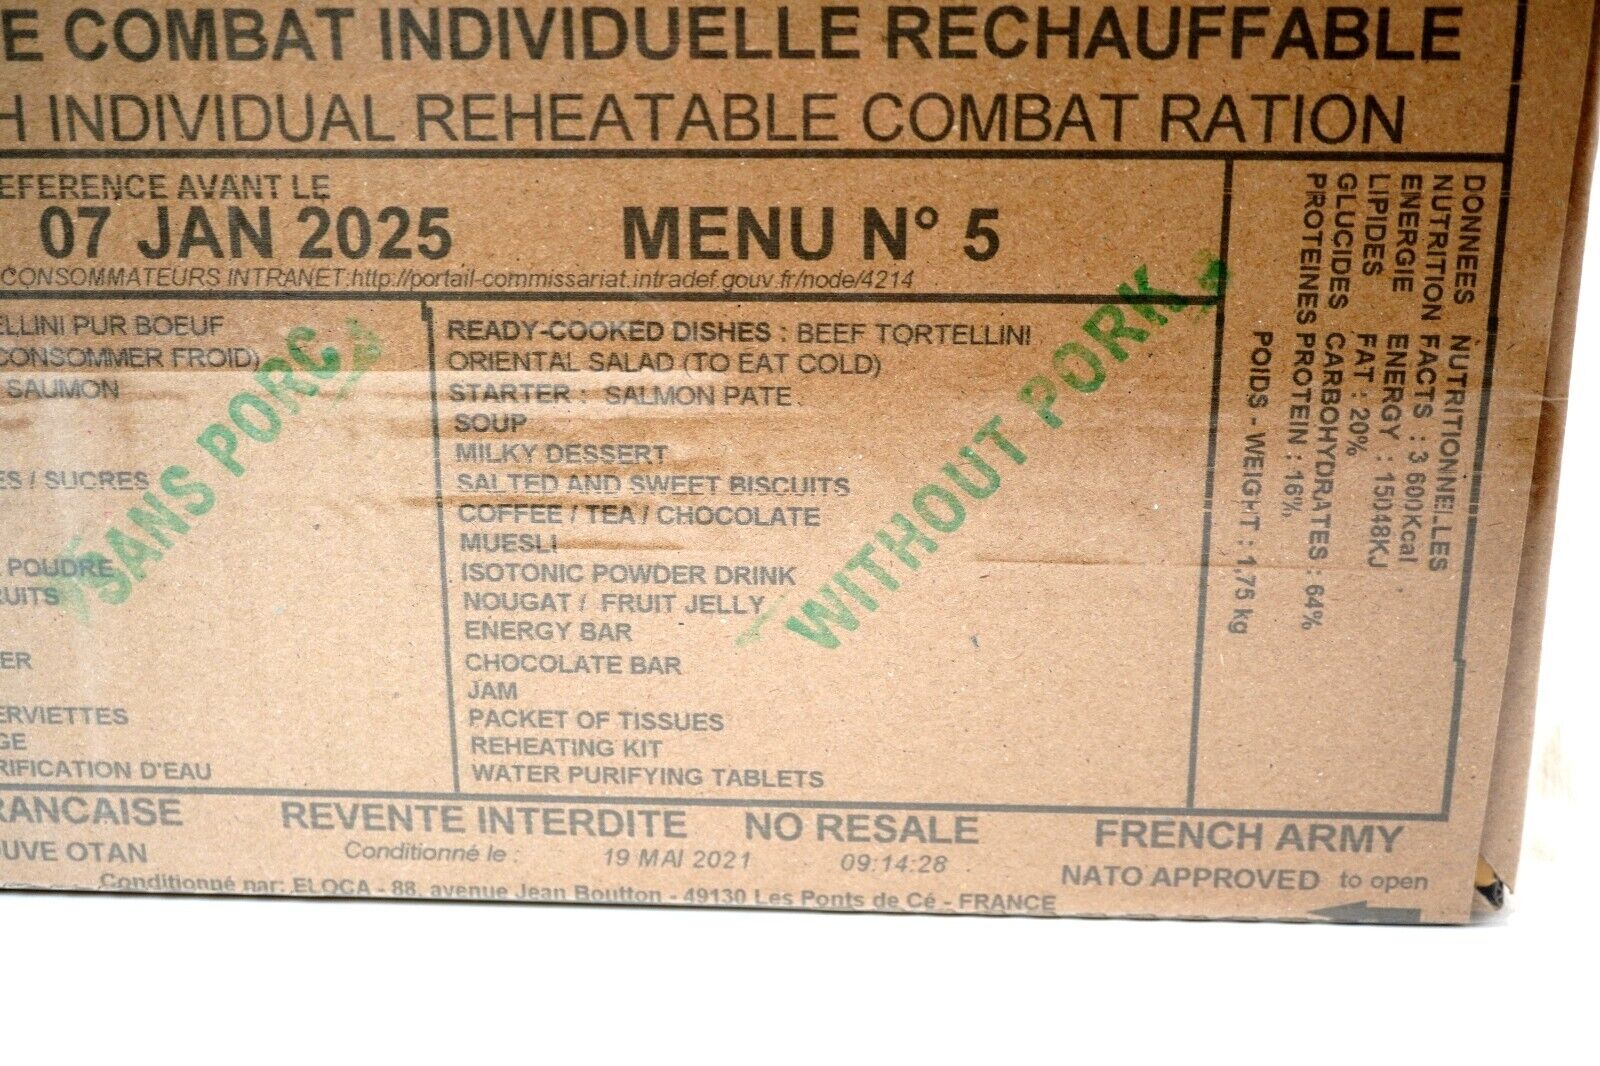 E COMBAT INDIVIDUELLE RECHAUFFABLE
H INDIVIDUAL REHEATABLE COMBAT RATION
EFERENCE AVANT LE
07 JAN 2025 MENU N° 5
CONSOMMATEURS INTRANET:http://portail-commissariat.intradef.gouv.fr/node/4214
ELLINI PUR BOEUF
CONSOMMER FROID)
SAUMON
ES / SUCRES
POUDRE
RUITS
ER
ERVIETTES
GE
RIFICATION D'EAU
SANS PORC
READY-COOKED DISHES : BEEF TORTELLINI
ORIENTAL SALAD (TO EAT COLD)
STARTER : SALMON PATE
SOUP
MILKY DESSERT
SALTED AND SWEET BISCUITS
COFFEE / TEA / CHOCOLATE
MUESLI
ISOTONIC POWDER DRINK
NOUGAT / FRUIT JELLY
ENERGY BAR
CHOCOLATE BAR
JAM
PACKET OF TISSUES
REHEATING KIT
WATER PURIFYING TABLETS
WITHOUT PORK
DONNEES NUTRITIONNELLES
NUTRITION FACTS : 3 600Kcal
ENERGIE ENERGY : 15048KJ
LIPIDES FAT : 20%
GLUCIDES CARBOHYDRATES : 64%
PROTEINES PROTEIN : 16%
POIDS - WEIGHT : 1,75 kg
RANCAISE REVENTE INTERDITE NO RESALE FRENCH ARMY
OUVE OTAN Conditionné le : 19 MAI 2021 09:14:28 NATO APPROVED to open
Conditionné par: ELOCA - 88, avenue Jean Boutton - 49130 Les Ponts de Cé - FRANCE